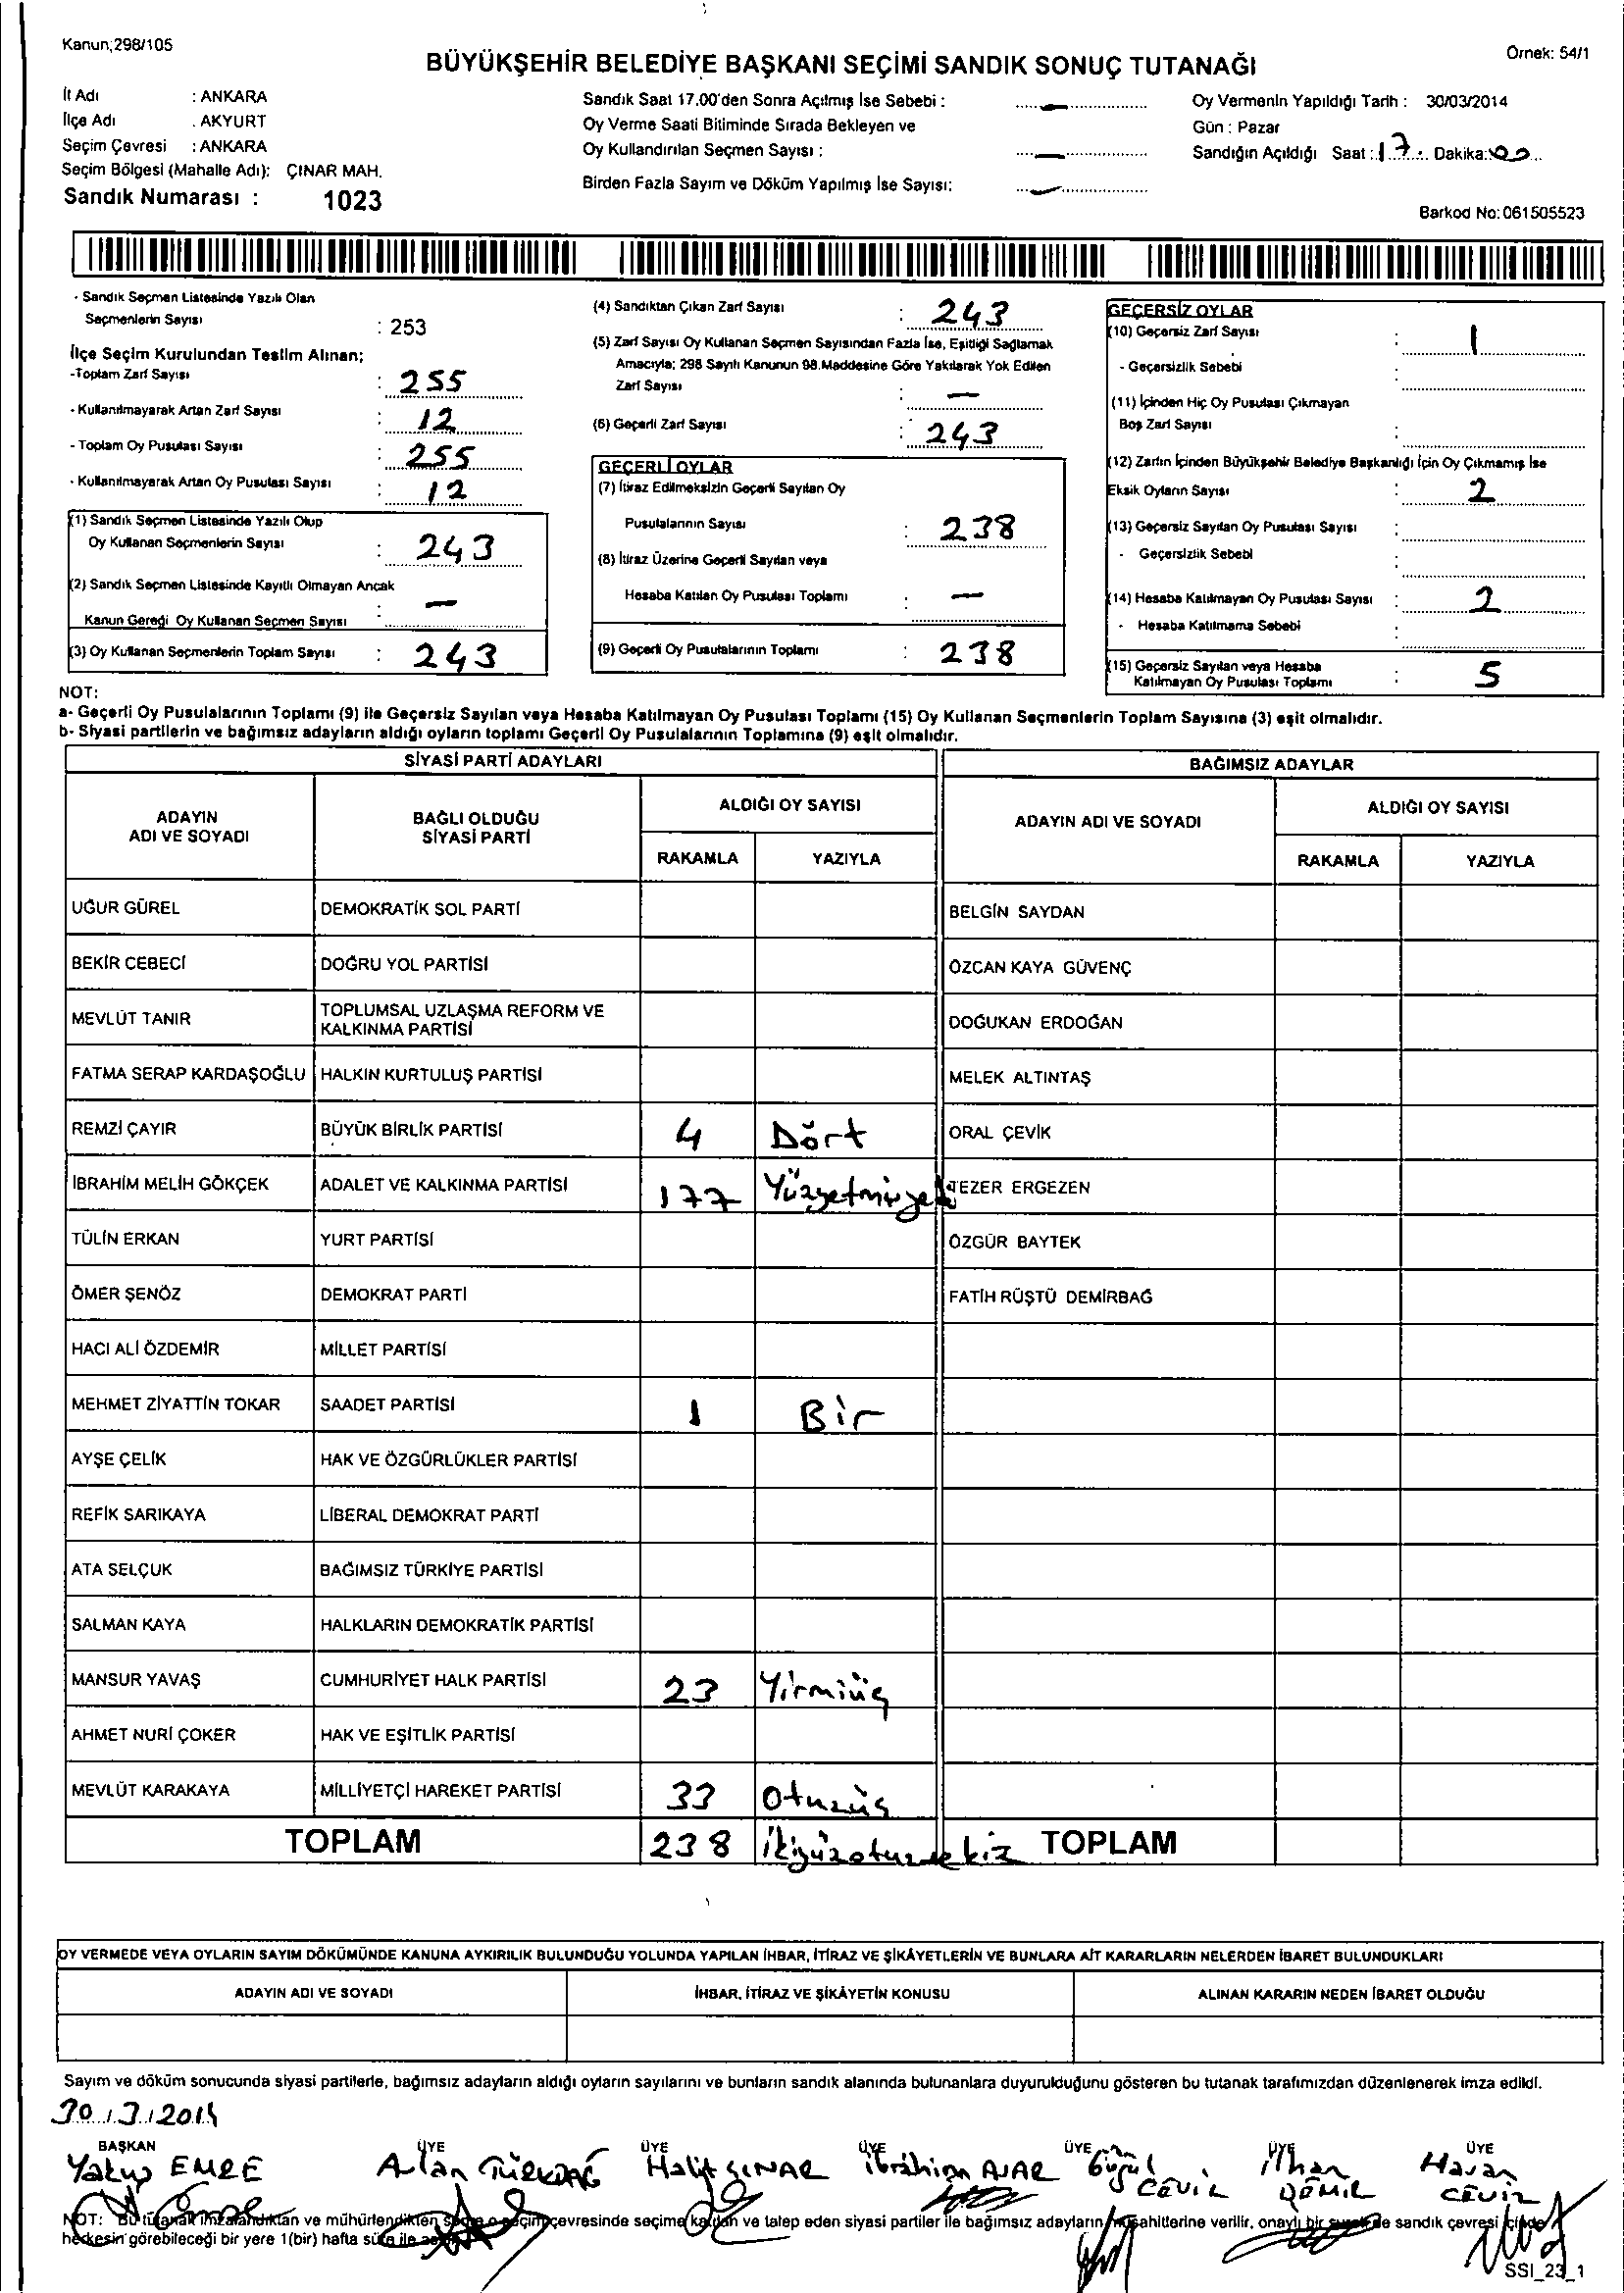 Kanun;298/105
Örnek: 54/1
BÜYÜKŞEHİR BELEDİYE BAŞKANI SEÇİMİ SANDIK SONUÇ TUTANAĞI
İl Adı : ANKARA
İlçe Adı . AKYURT
Seçim Çevresi : ANKARA
Seçim Bölgesi (Mahalle Adı): ÇINAR MAH.
Sandık Numarası : 1023
Sandık Saat 17.00'den Sonra Açılmış İse Sebebi : —
Oy Verme Saati Bitiminde Sırada Bekleyen ve
Oy Kullandırılan Seçmen Sayısı : —
Birden Fazla Sayım ve Döküm Yapılmış İse Sayısı: —
Oy Vermenin Yapıldığı Tarih : 30/03/2014
Gün : Pazar
Sandığın Açıldığı Saat : 17 Dakika: 00
Barkod No: 061505523
- Sandık Seçmen Listesinde Yazılı Olan
Seçmenlerin Sayısı : 253
İlçe Seçim Kurulundan Teslim Alınan;
-Toplam Zarf Sayısı : 255
- Kullanılmayarak Artan Zarf Sayısı : 12
- Toplam Oy Pusulası Sayısı : 255
- Kullanılmayarak Artan Oy Pusulası Sayısı : 12
(1) Sandık Seçmen Listesinde Yazılı Olup
Oy Kullanan Seçmenlerin Sayısı : 243
(2) Sandık Seçmen Listesinde Kayıtlı Olmayan Ancak
Kanun Gereği Oy Kullanan Seçmen Sayısı : —
(3) Oy Kullanan Seçmenlerin Toplam Sayısı : 243
(4) Sandıktan Çıkan Zarf Sayısı : 243
(5) Zarf Sayısı Oy Kullanan Seçmen Sayısından Fazla İse, Eşitliği Sağlamak
Amacıyla; 298 Sayılı Kanunun 98.Maddesine Göre Yakılarak Yok Edilen
Zarf Sayısı : —
(6) Geçerli Zarf Sayısı : 243
GEÇERLİ OYLAR
(7) İtiraz Edilmeksizin Geçerli Sayılan Oy
Pusulalarının Sayısı : 238
(8) İtiraz Üzerine Geçerli Sayılan veya
Hesaba Katılan Oy Pusulası Toplamı : —
(9) Geçerli Oy Pusulalarının Toplamı : 238
GEÇERSİZ OYLAR
(10) Geçersiz Zarf Sayısı : 1
- Geçersizlik Sebebi
(11) İçinden Hiç Oy Pusulası Çıkmayan
Boş Zarf Sayısı :
(12) Zarfın İçinden Büyükşehir Belediye Başkanlığı İçin Oy Çıkmamış İse
Eksik Oyların Sayısı : 2
(13) Geçersiz Sayılan Oy Pusulası Sayısı :
- Geçersizlik Sebebi :
(14) Hesaba Katılmayan Oy Pusulası Sayısı : 2
- Hesaba Katılmama Sebebi :
(15) Geçersiz Sayılan veya Hesaba
Katılmayan Oy Pusulası Toplamı : 5
NOT:
a- Geçerli Oy Pusulalarının Toplamı (9) ile Geçersiz Sayılan veya Hesaba Katılmayan Oy Pusulası Toplamı (15) Oy Kullanan Seçmenlerin Toplam Sayısına (3) eşit olmalıdır.
b- Siyasi partilerin ve bağımsız adayların aldığı oyların toplamı Geçerli Oy Pusulalarının Toplamına (9) eşit olmalıdır.
SİYASİ PARTİ ADAYLARI BAĞIMSIZ ADAYLAR
ADAYIN
ADI VE SOYADI
BAĞLI OLDUĞU
SİYASİ PARTİ
ALDIĞI OY SAYISI
RAKAMLA YAZIYLA
ADAYIN ADI VE SOYADI
ALDIĞI OY SAYISI
RAKAMLA YAZIYLA
UĞUR GÜREL DEMOKRATİK SOL PARTİ BELGİN SAYDAN
BEKİR CEBECİ DOĞRU YOL PARTİSİ ÖZCAN KAYA GÜVENÇ
MEVLÜT TANIR TOPLUMSAL UZLAŞMA REFORM VE
KALKINMA PARTİSİ DOĞUKAN ERDOĞAN
FATMA SERAP KARDAŞOĞLU HALKIN KURTULUŞ PARTİSİ MELEK ALTINTAŞ
REMZİ ÇAYIR BÜYÜK BİRLİK PARTİSİ 4 Dört ORAL ÇEVİK
İBRAHİM MELİH GÖKÇEK ADALET VE KALKINMA PARTİSİ 177 Yüzyetmişyedi TEZER ERGEZEN
TÜLİN ERKAN YURT PARTİSİ ÖZGÜR BAYTEK
ÖMER ŞENÖZ DEMOKRAT PARTİ FATİH RÜŞTÜ DEMİRBAĞ
HACI ALİ ÖZDEMİR MİLLET PARTİSİ
MEHMET ZİYATTİN TOKAR SAADET PARTİSİ 1 Bir
AYŞE ÇELİK HAK VE ÖZGÜRLÜKLER PARTİSİ
REFİK SARIKAYA LİBERAL DEMOKRAT PARTİ
ATA SELÇUK BAĞIMSIZ TÜRKİYE PARTİSİ
SALMAN KAYA HALKLARIN DEMOKRATİK PARTİSİ
MANSUR YAVAŞ CUMHURİYET HALK PARTİSİ 23 Yirmiüç
AHMET NURİ ÇOKER HAK VE EŞİTLİK PARTİSİ
MEVLÜT KARAKAYA MİLLİYETÇİ HAREKET PARTİSİ 33 Otuzüç
TOPLAM 238 İkiyüzotuzsekiz TOPLAM
OY VERMEDE VEYA OYLARIN SAYIM DÖKÜMÜNDE KANUNA AYKIRILIK BULUNDUĞU YOLUNDA YAPILAN İHBAR, İTİRAZ VE ŞİKÂYETLERİN VE BUNLARA AİT KARARLARIN NELERDEN İBARET BULUNDUKLARI
ADAYIN ADI VE SOYADI İHBAR, İTİRAZ VE ŞİKÂYETİN KONUSU ALINAN KARARIN NEDEN İBARET OLDUĞU
Sayım ve döküm sonucunda siyasi partilerle, bağımsız adayların aldığı oyların sayılarını ve bunların sandık alanında bulunanlara duyurulduğunu gösteren bu tutanak tarafımızdan düzenlenerek imza edildi.
30/3/2014
BAŞKAN ÜYE ÜYE ÜYE ÜYE ÜYE ÜYE
Yakup EMRE Aslan TÜRKDAĞ Halit ÇINAR İbrahim AÇAR CEVİZ İlhan DEMİR Hasan CEVİZ
NOT: Bu tutanak imzalandıktan ve mühürlendikten sonra o seçim çevresinde seçime katılan ve talep eden siyasi partiler ile bağımsız adayların müşahitlerine verilir, onaylı bir sureti de sandık çevresi içinde
herkesin görebileceği bir yere 1(bir) hafta süre ile asılır.
SSI_23_1